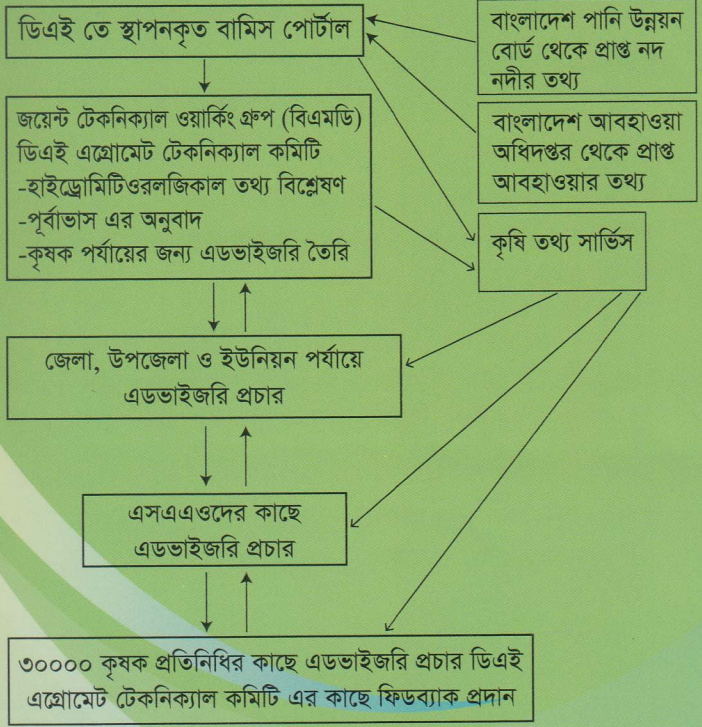 ডিএই তে স্থাপনকৃত বামিস পোর্টাল
বাংলাদেশ পানি উন্নয়ন
বোর্ড থেকে প্রাপ্ত নদ
নদীর তথ্য
জয়েন্ট টেকনিক্যাল ওয়ার্কিং গ্রুপ (বিএমডি)
ডিএই এগ্রোমেট টেকনিক্যাল কমিটি
-হাইড্রোমিটিওরলজিকাল তথ্য বিশ্লেষণ
-পূর্বাভাস এর অনুবাদ
-কৃষক পর্যায়ের জন্য এডভাইজরি তৈরি
বাংলাদেশ আবহাওয়া
অধিদপ্তর থেকে প্রাপ্ত
আবহাওয়ার তথ্য
কৃষি তথ্য সার্ভিস
জেলা, উপজেলা ও ইউনিয়ন পর্যায়ে
এডভাইজরি প্রচার
এসএএওদের কাছে
এডভাইজরি প্রচার
৩০০০০ কৃষক প্রতিনিধির কাছে এডভাইজরি প্রচার ডিএই
এগ্রোমেট টেকনিক্যাল কমিটি এর কাছে ফিডব্যাক প্রদান